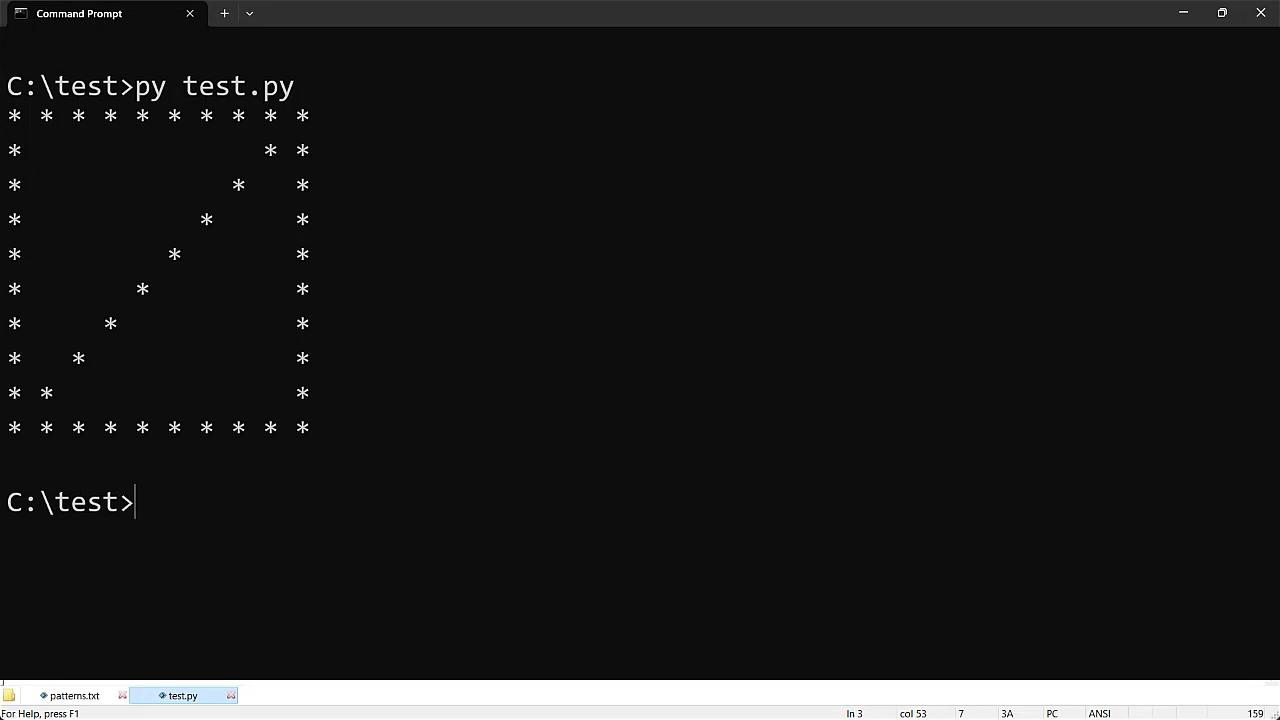 Command Prompt
C:\test>py test.py
* * * * * * * * * *
*               * *
*             *   *
*           *     *
*         *       *
*       *         *
*     *           *
*   *             *
* *               *
* * * * * * * * * *
C:\test>
patterns.txt test.py
For Help, press F1 ln 3 col 53 7 3A PC ANSI 159